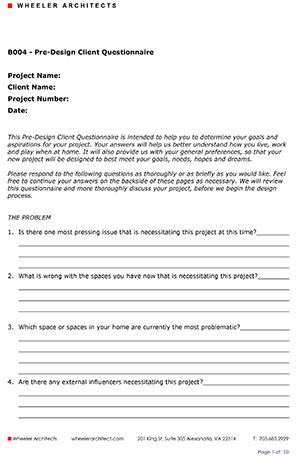 WHEELER ARCHITECTS
B004 - Pre-Design Client Questionnaire
Project Name:
Client Name:
Project Number:
Date:
This Pre-Design Client Questionnaire is intended to help you to determine your goals and
aspirations for your project. Your answers will help us better understand how you live, work
and play when at home. It will also provide us with your general preferences, so that your
new project will be designed to best meet your goals, needs, hopes and dreams.
Please respond to the following questions as thoroughly or as briefly as you would like. Feel
free to continue your answers on the backside of these pages as necessary. We will review
this questionnaire and more thoroughly discuss your project, before we begin the design
process.
THE PROBLEM
1. Is there one most pressing issue that is necessitating this project at this time?
2. What is wrong with the spaces you have now that is necessitating this project?
3. Which space or spaces in your home are currently the most problematic?
4. Are there any external influencers necessitating this project?
Wheeler Architects wheelerarchitect.com 201 King St. Suite 305 Alexandria, VA 22314 T: 703.683.2929
Page 1 of 10